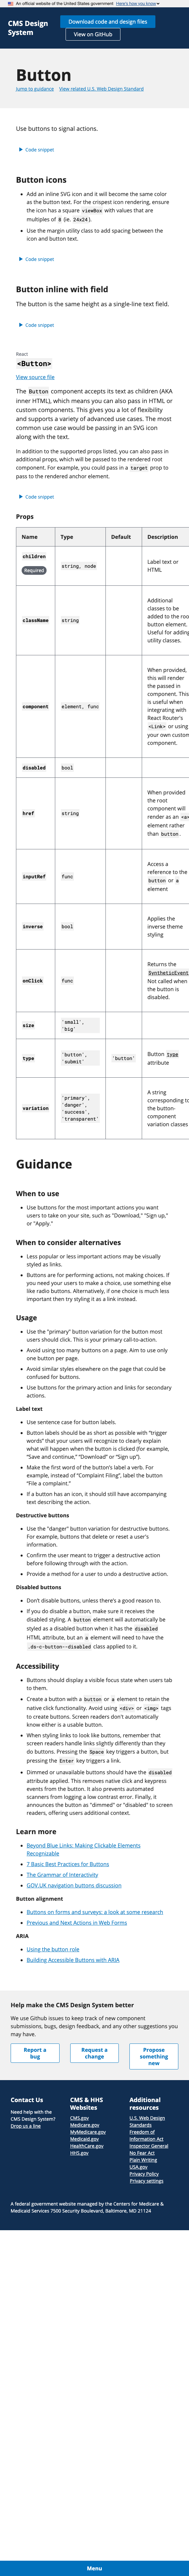 An official website of the United States government Here's how you know
CMS Design
System
Download code and design files
View on GitHub
Button
Jump to guidance View related U.S. Web Design Standard
Use buttons to signal actions.
Code snippet
Button icons
Add an inline SVG icon and it will become the same color
as the button text. For the expected icon rendering, ensure
the icon has a square viewBox with values that are
multiples of 8 (ie. 24x24).
Use the margin utility class to add spacing between the
icon and button text.
Code snippet
Button inline with field
The button is the same height as a single-line text field.
Code snippet
React
<Button>
View source file
The Button component accepts its text as children (AKA
inner HTML), which means you can also pass in HTML or
custom components. This gives you a lot of flexibility
and supports a variety of advanced use cases. The most
common use case would be passing in an SVG icon
along with the text.
In addition to the supported props listed, you can also pass in
additional props, which will be passed to the rendered root
component. For example, you could pass in a target prop to
pass to the rendered anchor element.
Code snippet
Props
Name Type Default Description
children
Required
string, node
Label text or
HTML
className string
Additional
classes to be
added to the roo
button element.
Useful for adding
utility classes.
component element, func
When provided,
this will render
the passed in
component. This
is useful when
integrating with
React Router's
<Link> or using
your own custom
component.
disabled bool
href string
When provided
the root
component will
render as an <a>
element rather
than button.
inputRef func
Access a
reference to the
button or a
element
inverse bool
Applies the
inverse theme
styling
onClick func
Returns the
SyntheticEvent
Not called when
the button is
disabled.
size
'small',
'big'
type
'button',
'submit'
'button'
Button type
attribute
variation
'primary',
'danger',
'success',
'transparent'
A string
corresponding to
the button-
component
variation classes
Guidance
When to use
Use buttons for the most important actions you want
users to take on your site, such as "Download," "Sign up,"
or "Apply."
When to consider alternatives
Less popular or less important actions may be visually
styled as links.
Buttons are for performing actions, not making choices. If
you need your users to make a choice, use something else
like radio buttons. Alternatively, if one choice is much less
important then try styling it as a link instead.
Usage
Use the "primary" button variation for the button most
users should click. This is your primary call-to-action.
Avoid using too many buttons on a page. Aim to use only
one button per page.
Avoid similar styles elsewhere on the page that could be
confused for buttons.
Use buttons for the primary action and links for secondary
actions.
Label text
Use sentence case for button labels.
Button labels should be as short as possible with "trigger
words" that your users will recognize to clearly explain
what will happen when the button is clicked (for example,
"Save and continue," "Download" or "Sign up").
Make the first word of the button's label a verb. For
example, instead of "Complaint Filing", label the button
"File a complaint."
If a button has an icon, it should still have accompanying
text describing the action.
Destructive buttons
Use the "danger" button variation for destructive buttons.
For example, buttons that delete or reset a user's
information.
Confirm the user meant to trigger a destructive action
before following through with the action.
Provide a method for a user to undo a destructive action.
Disabled buttons
Don't disable buttons, unless there's a good reason to.
If you do disable a button, make sure it receives the
disabled styling. A button element will have the
appearance of a disabled button when it has the disabled
HTML attribute, but an a element will need to have the
.ds-c-button--disabled class applied to it.
Accessibility
Buttons should display a visible focus state when users tab
to them.
Create a button with a button or a element to retain the
native click functionality. Avoid using <div> or <img> tags
to create buttons. Screen readers don't automatically
know either is a usable button.
When styling links to look like buttons, remember that
screen readers handle links slightly differently than they
do buttons. Pressing the Space key triggers a button, but
pressing the Enter key triggers a link.
Dimmed or unavailable buttons should have the disabled
attribute applied. This removes native click and keyboard
functionality and prevents it from being passed
accessibility focus. Avoid styling buttons to look dimmed
(sometimes suggesting a low contrast error). Finally, it
announces that the button is "dimmed" or "disabled" to
screen readers, offering additional affordance.
Learn more
Beyond Blue Links: Making Clickable Elements
Recognizable
7 Basic Best Practices for Buttons
The Grammar of Interactivity
GOV.UK navigation buttons discussion
Button alignment
Buttons on forms and surveys: a look at some research
Previous and Next Actions in Web Forms
ARIA
Using the button role
Building Accessible Buttons with ARIA
Help make the CMS Design System better
We use Github issues to keep track of new component
submissions, bugs, design feedback, and any other suggestions you
may have.
Report a
bug
Request a
change
Propose
something
new
Contact Us
Need help with the
CMS Design System?
Drop us a line
CMS & HHS
Websites
CMS.gov
Medicare.gov
MyMedicare.gov
Medicaid.gov
HealthCare.gov
HHS.gov
Additional
resources
U.S. Web Design
Standards
Freedom of
Information Act
Inspector General
No Fear Act
Plain Writing
USA.gov
Privacy Policy
Privacy settings
A federal government website managed by the Centers for Medicare &
Medicaid Services 7500 Security Boulevard, Baltimore, MD 21124
Menu